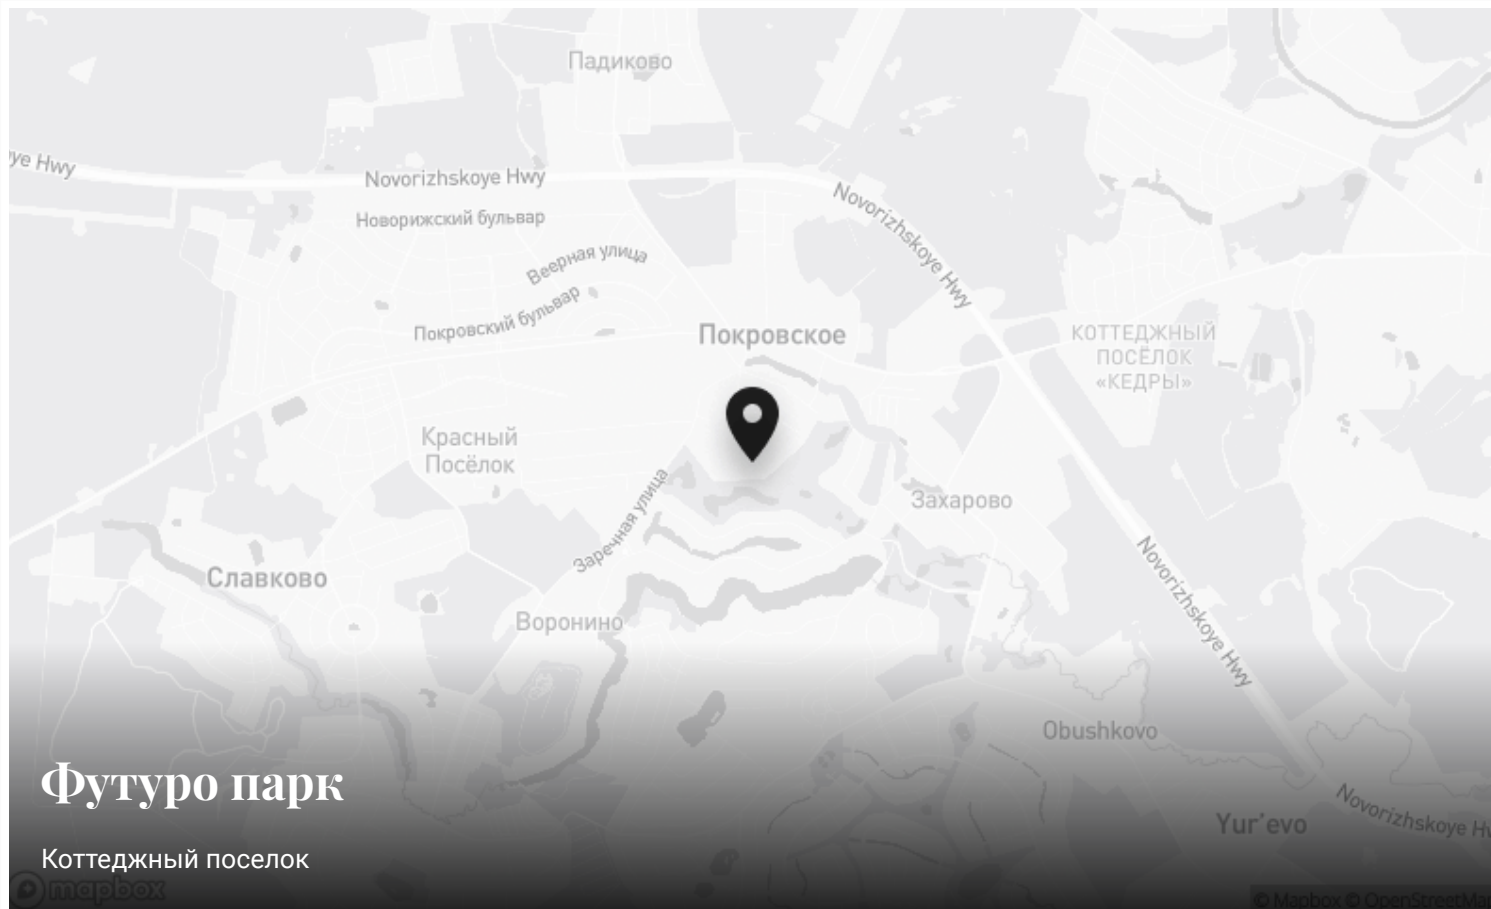 Падиково
ye Hwy
Novorizhskoye Hwy
Novorizhskoye Hwy
Новорижский бульвар
Веерная улица
Покровский бульвар
Покровское
КОТТЕДЖНЫЙ
ПОСЁЛОК
«КЕДРЫ»
Красный
Посёлок
Заречная улица
Захарово
Славково
Воронино
Novorizhskoye Hwy
Obushkovo
Футуро парк
Novorizhskoye Hw
Yur'evo
Коттеджный поселок
mapbox
© Mapbox © OpenStreetMa